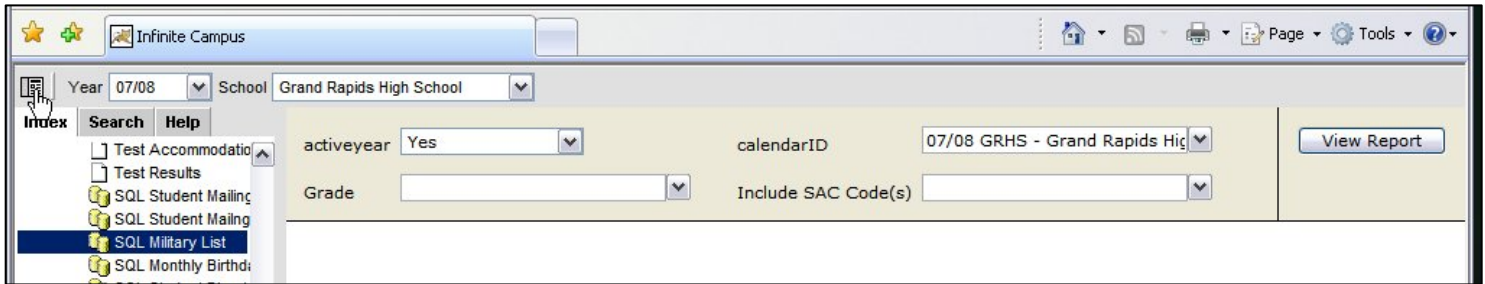 Infinite Campus
Page Tools
Year 07/08 School Grand Rapids High School
Index Search Help
Test Accommodatio
Test Results
SQL Student Mailing
SQL Student Mailng
SQL Military List
SQL Monthly Birthda
activeyear Yes calendarID 07/08 GRHS - Grand Rapids Hig View Report
Grade Include SAC Code(s)